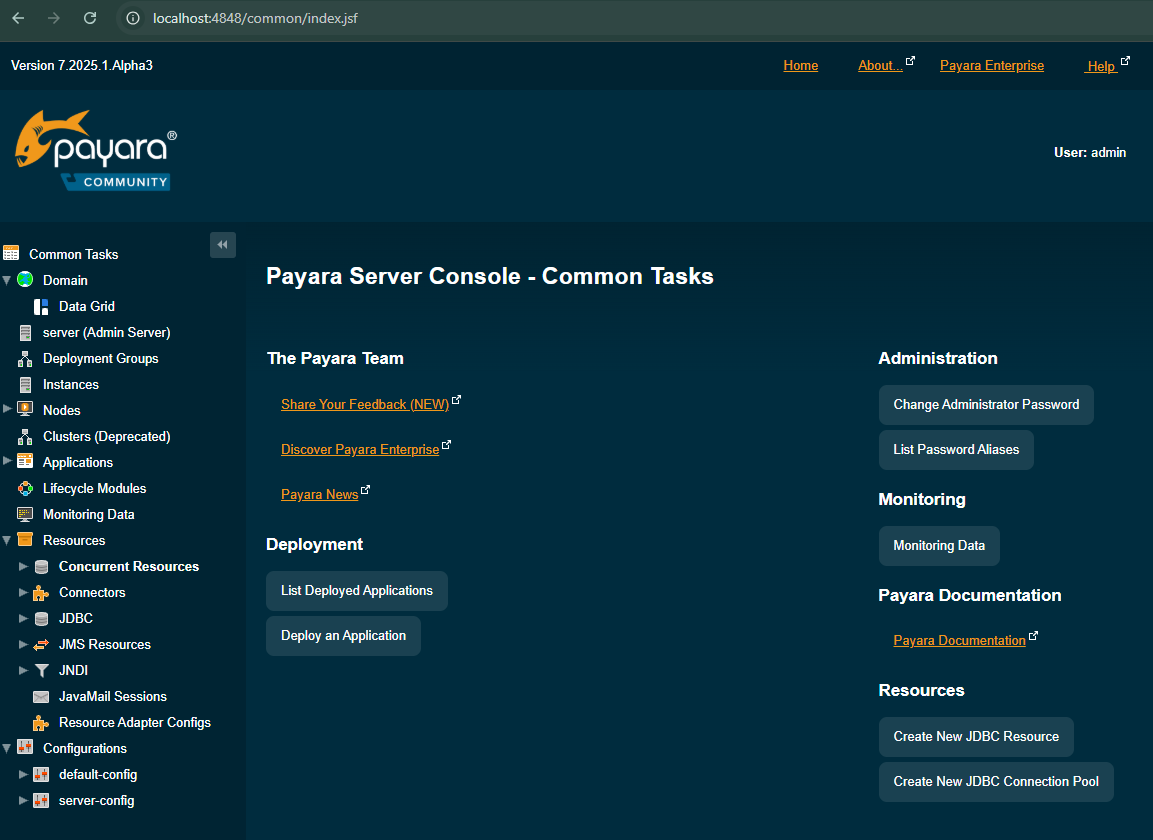 localhost:4848/common/index.jsf
Version 7.2025.1.Alpha3
Home
About...
Payara Enterprise
Help
payara®
COMMUNITY
User: admin
Common Tasks
Domain
Data Grid
server (Admin Server)
Deployment Groups
Instances
Nodes
Clusters (Deprecated)
Applications
Lifecycle Modules
Monitoring Data
Resources
Concurrent Resources
Connectors
JDBC
JMS Resources
JNDI
JavaMail Sessions
Resource Adapter Configs
Configurations
default-config
server-config
Payara Server Console - Common Tasks
The Payara Team
Share Your Feedback (NEW)
Discover Payara Enterprise
Payara News
Deployment
List Deployed Applications
Deploy an Application
Administration
Change Administrator Password
List Password Aliases
Monitoring
Monitoring Data
Payara Documentation
Payara Documentation
Resources
Create New JDBC Resource
Create New JDBC Connection Pool